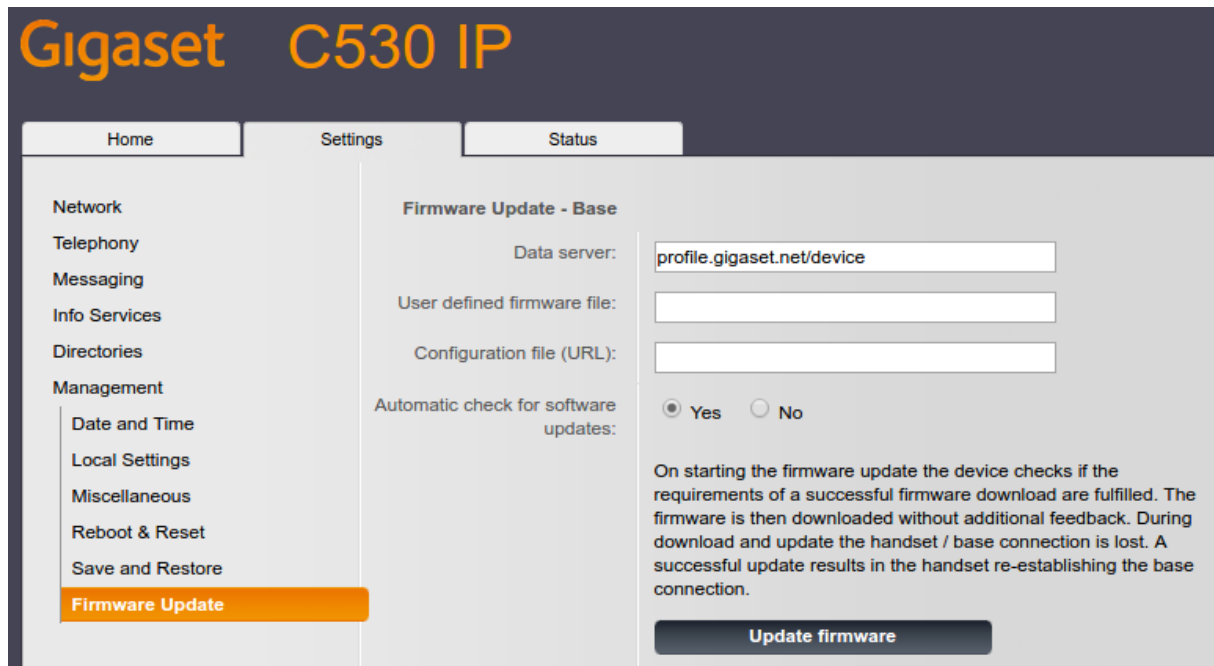 Gigaset C530 IP
Home Settings Status
Network
Telephony
Messaging
Info Services
Directories
Management
Date and Time
Local Settings
Miscellaneous
Reboot & Reset
Save and Restore
Firmware Update
Firmware Update - Base
Data server: profile.gigaset.net/device
User defined firmware file:
Configuration file (URL):
Automatic check for software
updates:
Yes No
On starting the firmware update the device checks if the
requirements of a successful firmware download are fulfilled. The
firmware is then downloaded without additional feedback. During
download and update the handset / base connection is lost. A
successful update results in the handset re-establishing the base
connection.
Update firmware